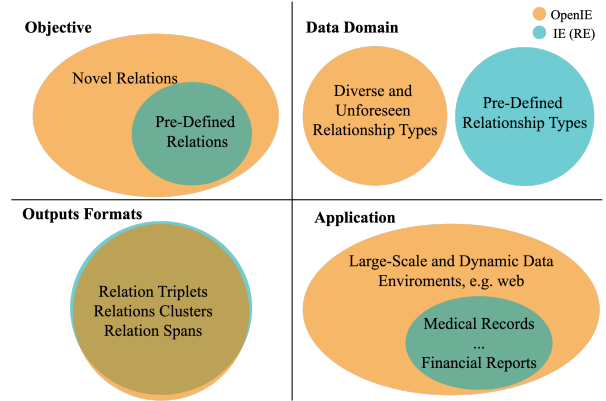 Objective
Novel Relations
Pre-Defined
Relations
Data Domain
OpenIE
IE (RE)
Diverse and
Unforeseen
Relationship Types
Pre-Defined
Relationship Types
Outputs Formats
Relation Triplets
Relations Clusters
Relation Spans
Application
Large-Scale and Dynamic Data
Enviroments, e.g. web
Medical Records
...
Financial Reports